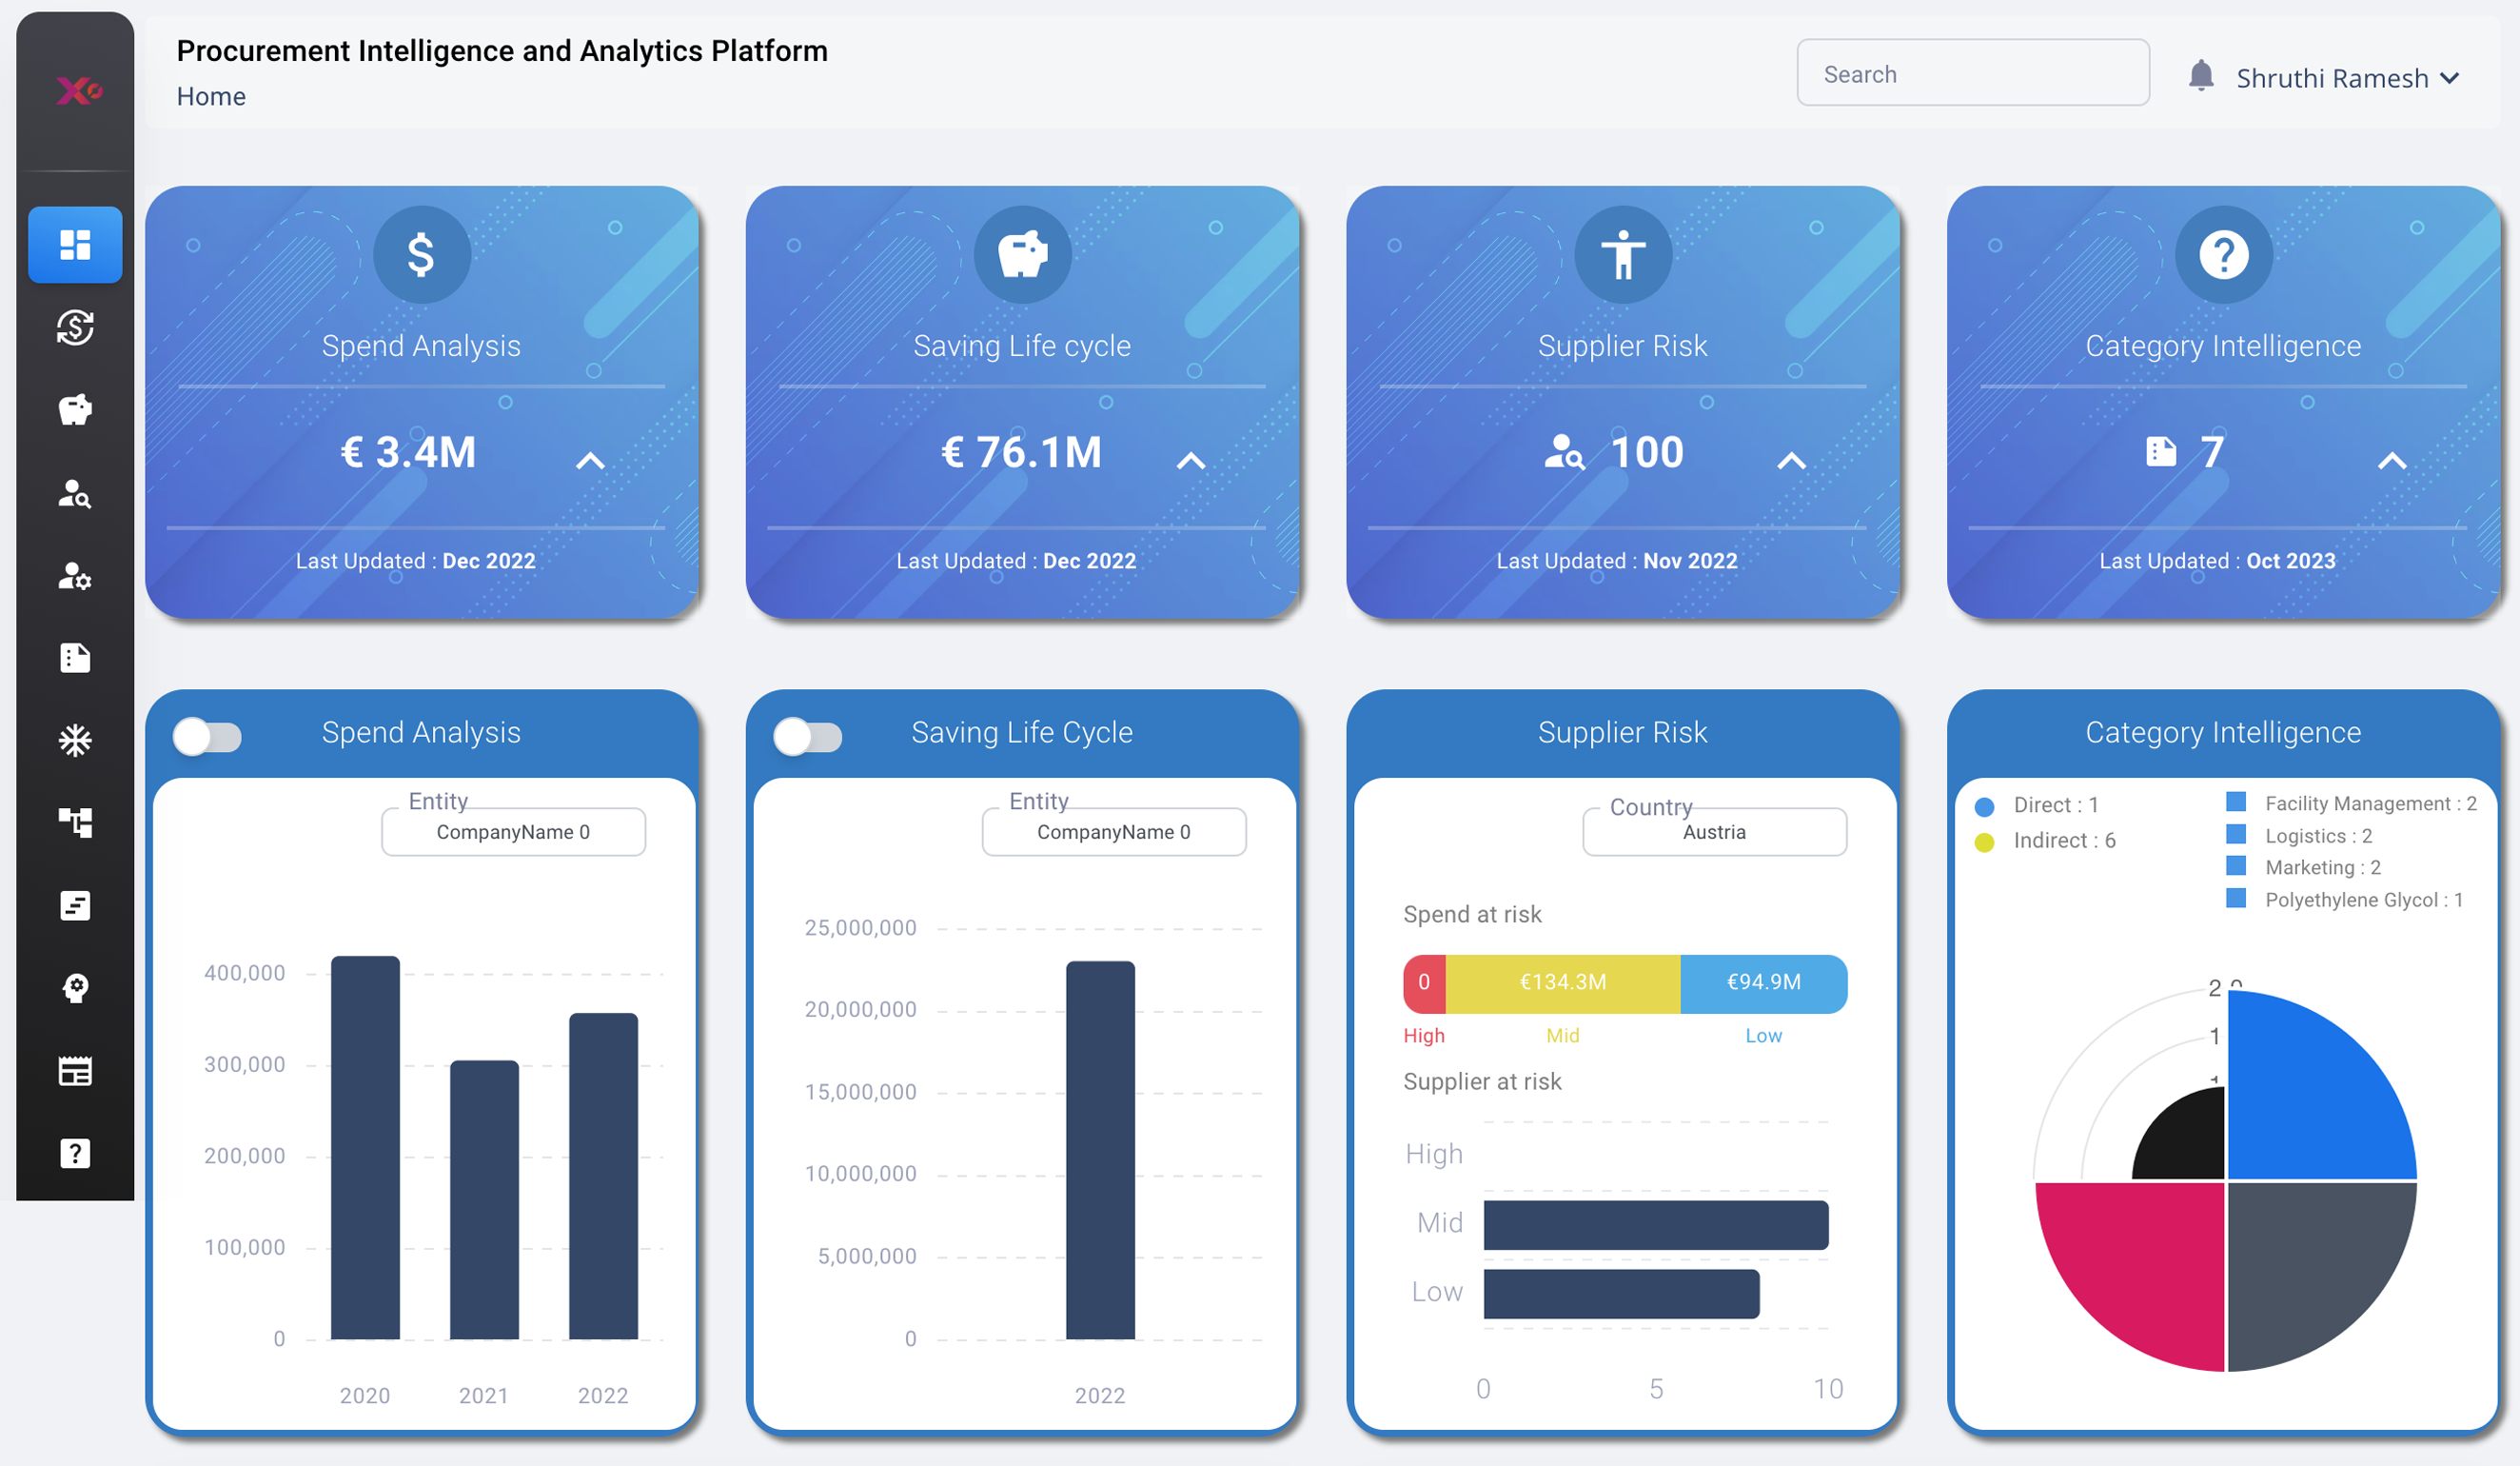 Procurement Intelligence and Analytics Platform
Home
Search
Shruthi Ramesh
Spend Analysis
€ 3.4M
Last Updated : Dec 2022
Saving Life cycle
€ 76.1M
Last Updated : Dec 2022
Supplier Risk
100
Last Updated : Nov 2022
Category Intelligence
7
Last Updated : Oct 2023
Spend Analysis
Entity
CompanyName 0
400,000
300,000
200,000
100,000
0
2020 2021 2022
Saving Life Cycle
Entity
CompanyName 0
25,000,000
20,000,000
15,000,000
10,000,000
5,000,000
0
2022
Supplier Risk
Country
Austria
Spend at risk
0 €134.3M €94.9M
High Mid Low
Supplier at risk
High
Mid
Low
0 5 10
Category Intelligence
Direct : 1
Indirect : 6
Facility Management : 2
Logistics : 2
Marketing : 2
Polyethylene Glycol : 1
2
1